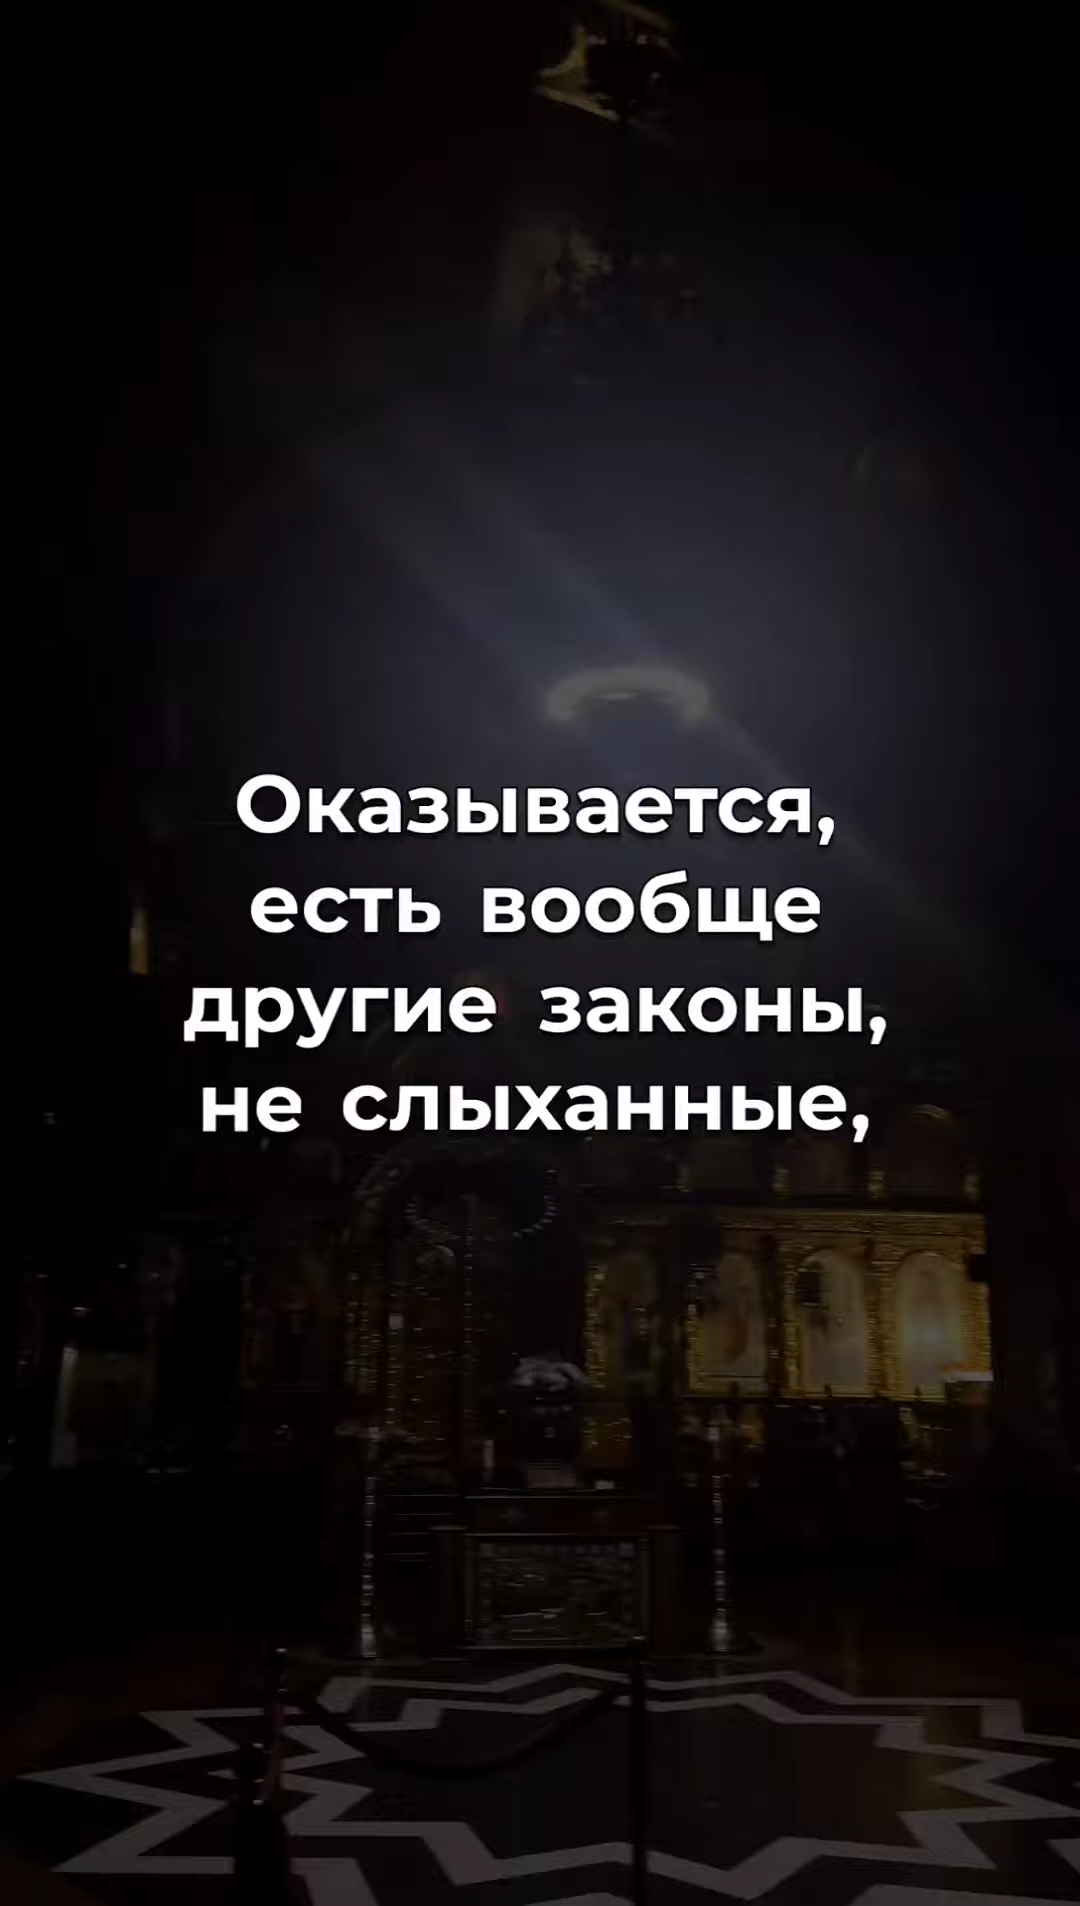 Оказывается,
есть вообще
другие законы,
не слыханные,